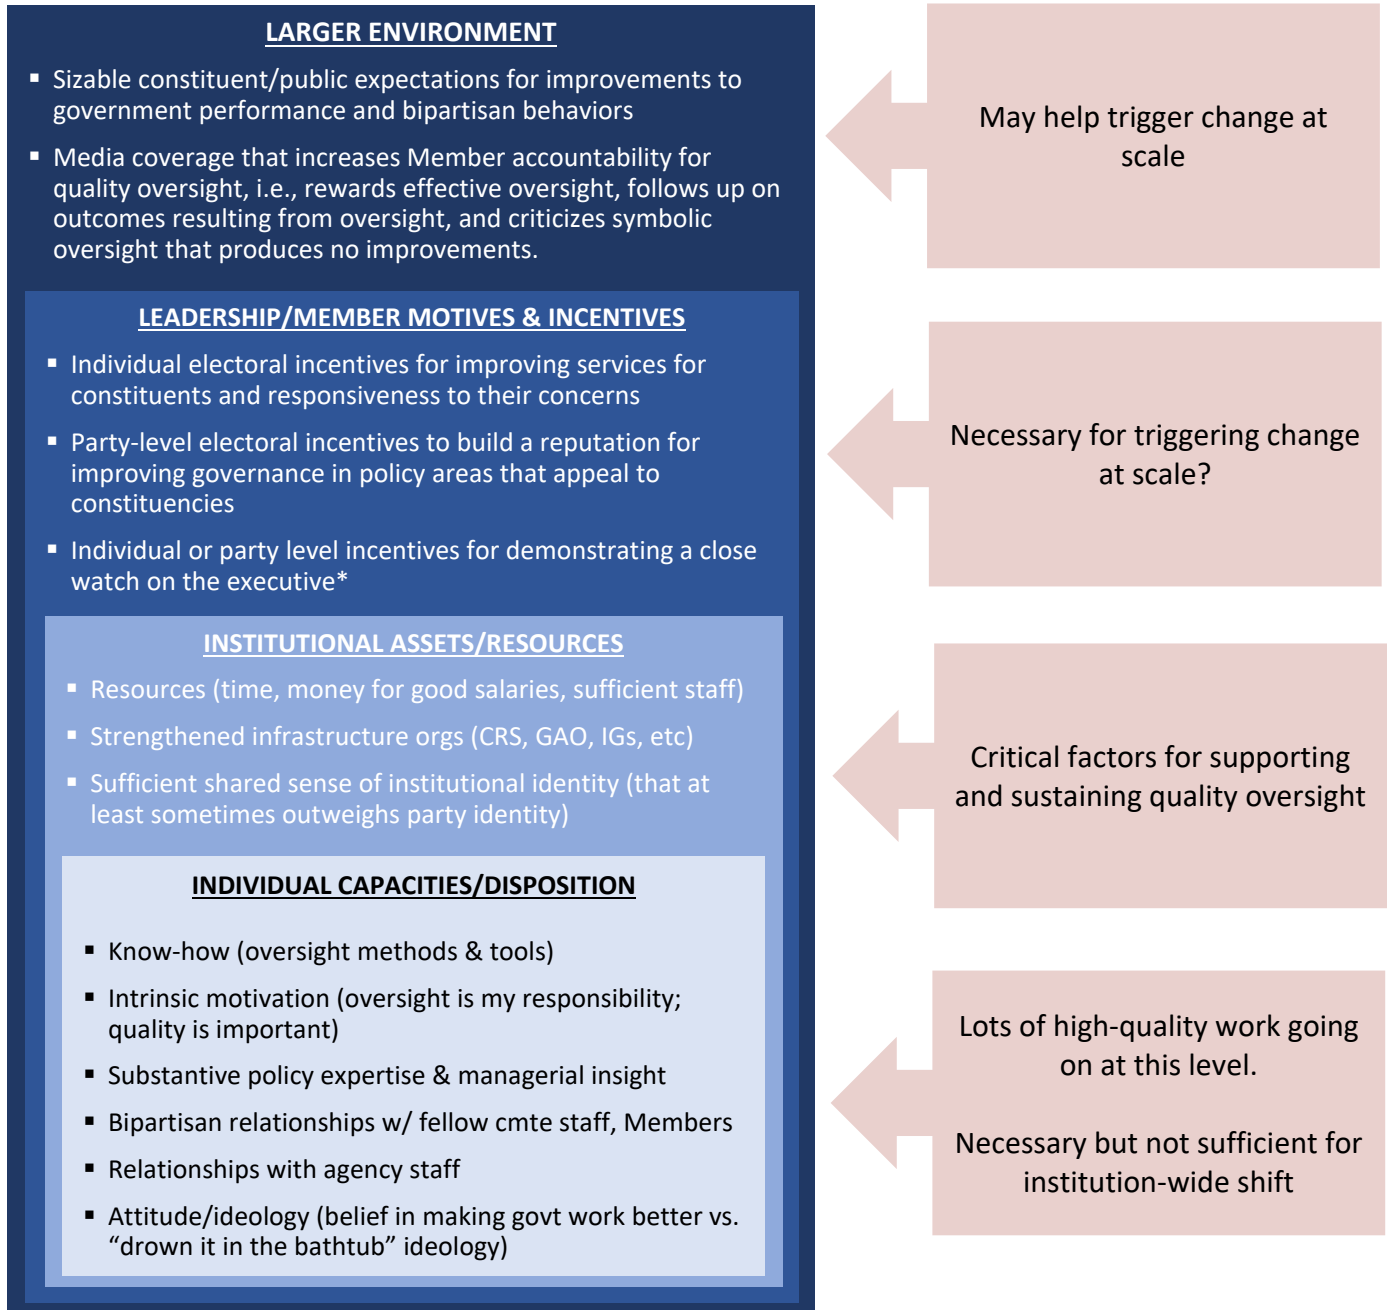 LARGER ENVIRONMENT
▪ Sizable constituent/public expectations for improvements to
government performance and bipartisan behaviors
▪ Media coverage that increases Member accountability for
quality oversight, i.e., rewards effective oversight, follows up on
outcomes resulting from oversight, and criticizes symbolic
oversight that produces no improvements.
May help trigger change at
scale
LEADERSHIP/MEMBER MOTIVES & INCENTIVES
▪ Individual electoral incentives for improving services for
constituents and responsiveness to their concerns
▪ Party-level electoral incentives to build a reputation for
improving governance in policy areas that appeal to
constituencies
▪ Individual or party level incentives for demonstrating a close
watch on the executive*
Necessary for triggering change
at scale?
INSTITUTIONAL ASSETS/RESOURCES
▪ Resources (time, money for good salaries, sufficient staff)
▪ Strengthened infrastructure orgs (CRS, GAO, IGs, etc)
▪ Sufficient shared sense of institutional identity (that at
least sometimes outweighs party identity)
Critical factors for supporting
and sustaining quality oversight
INDIVIDUAL CAPACITIES/DISPOSITION
▪ Know-how (oversight methods & tools)
▪ Intrinsic motivation (oversight is my responsibility;
quality is important)
▪ Substantive policy expertise & managerial insight
▪ Bipartisan relationships w/ fellow cmte staff, Members
▪ Relationships with agency staff
▪ Attitude/ideology (belief in making govt work better vs.
“drown it in the bathtub” ideology)
Lots of high-quality work going
on at this level.
Necessary but not sufficient for
institution-wide shift